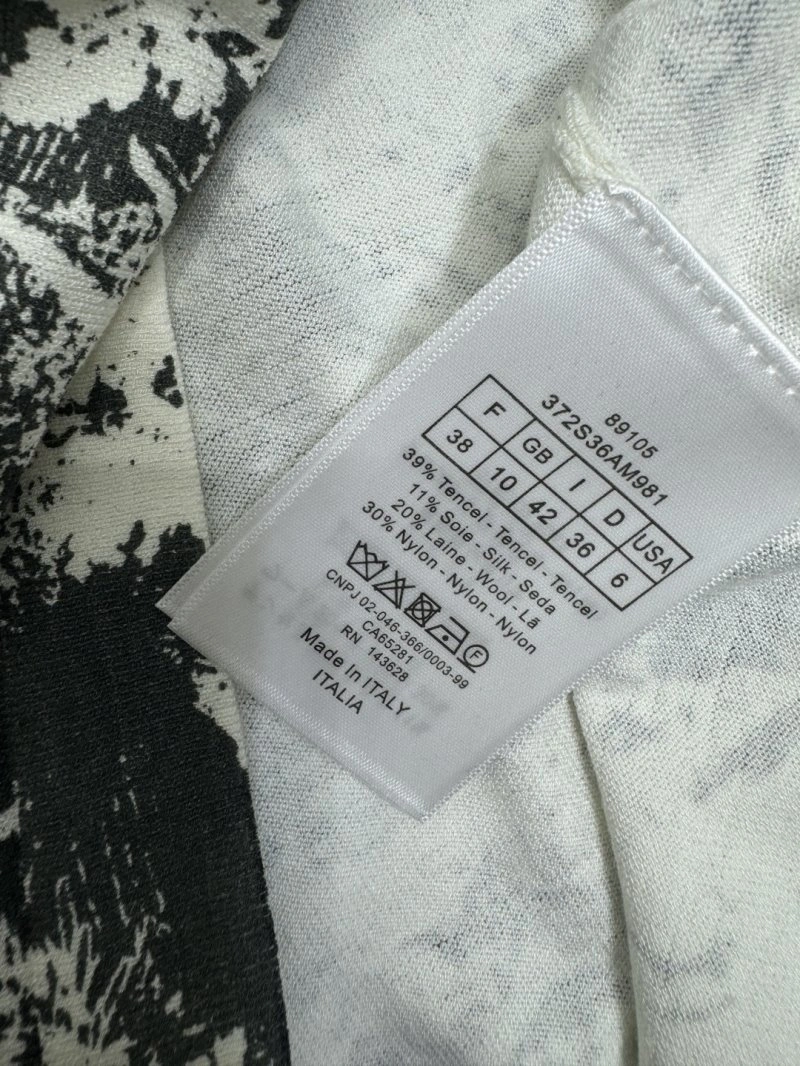 89105
372S36AM981
F GB I D USA
38 10 42 36 6
39% Tencel - Tencel - Tencel
11% Soie - Silk - Seda
20% Laine - Wool - Lã
30% Nylon - Nylon - Nylon
F
CNPJ 02-046-366/0003-99
CA65281
RN 143628
Made In ITALY
ITALIA